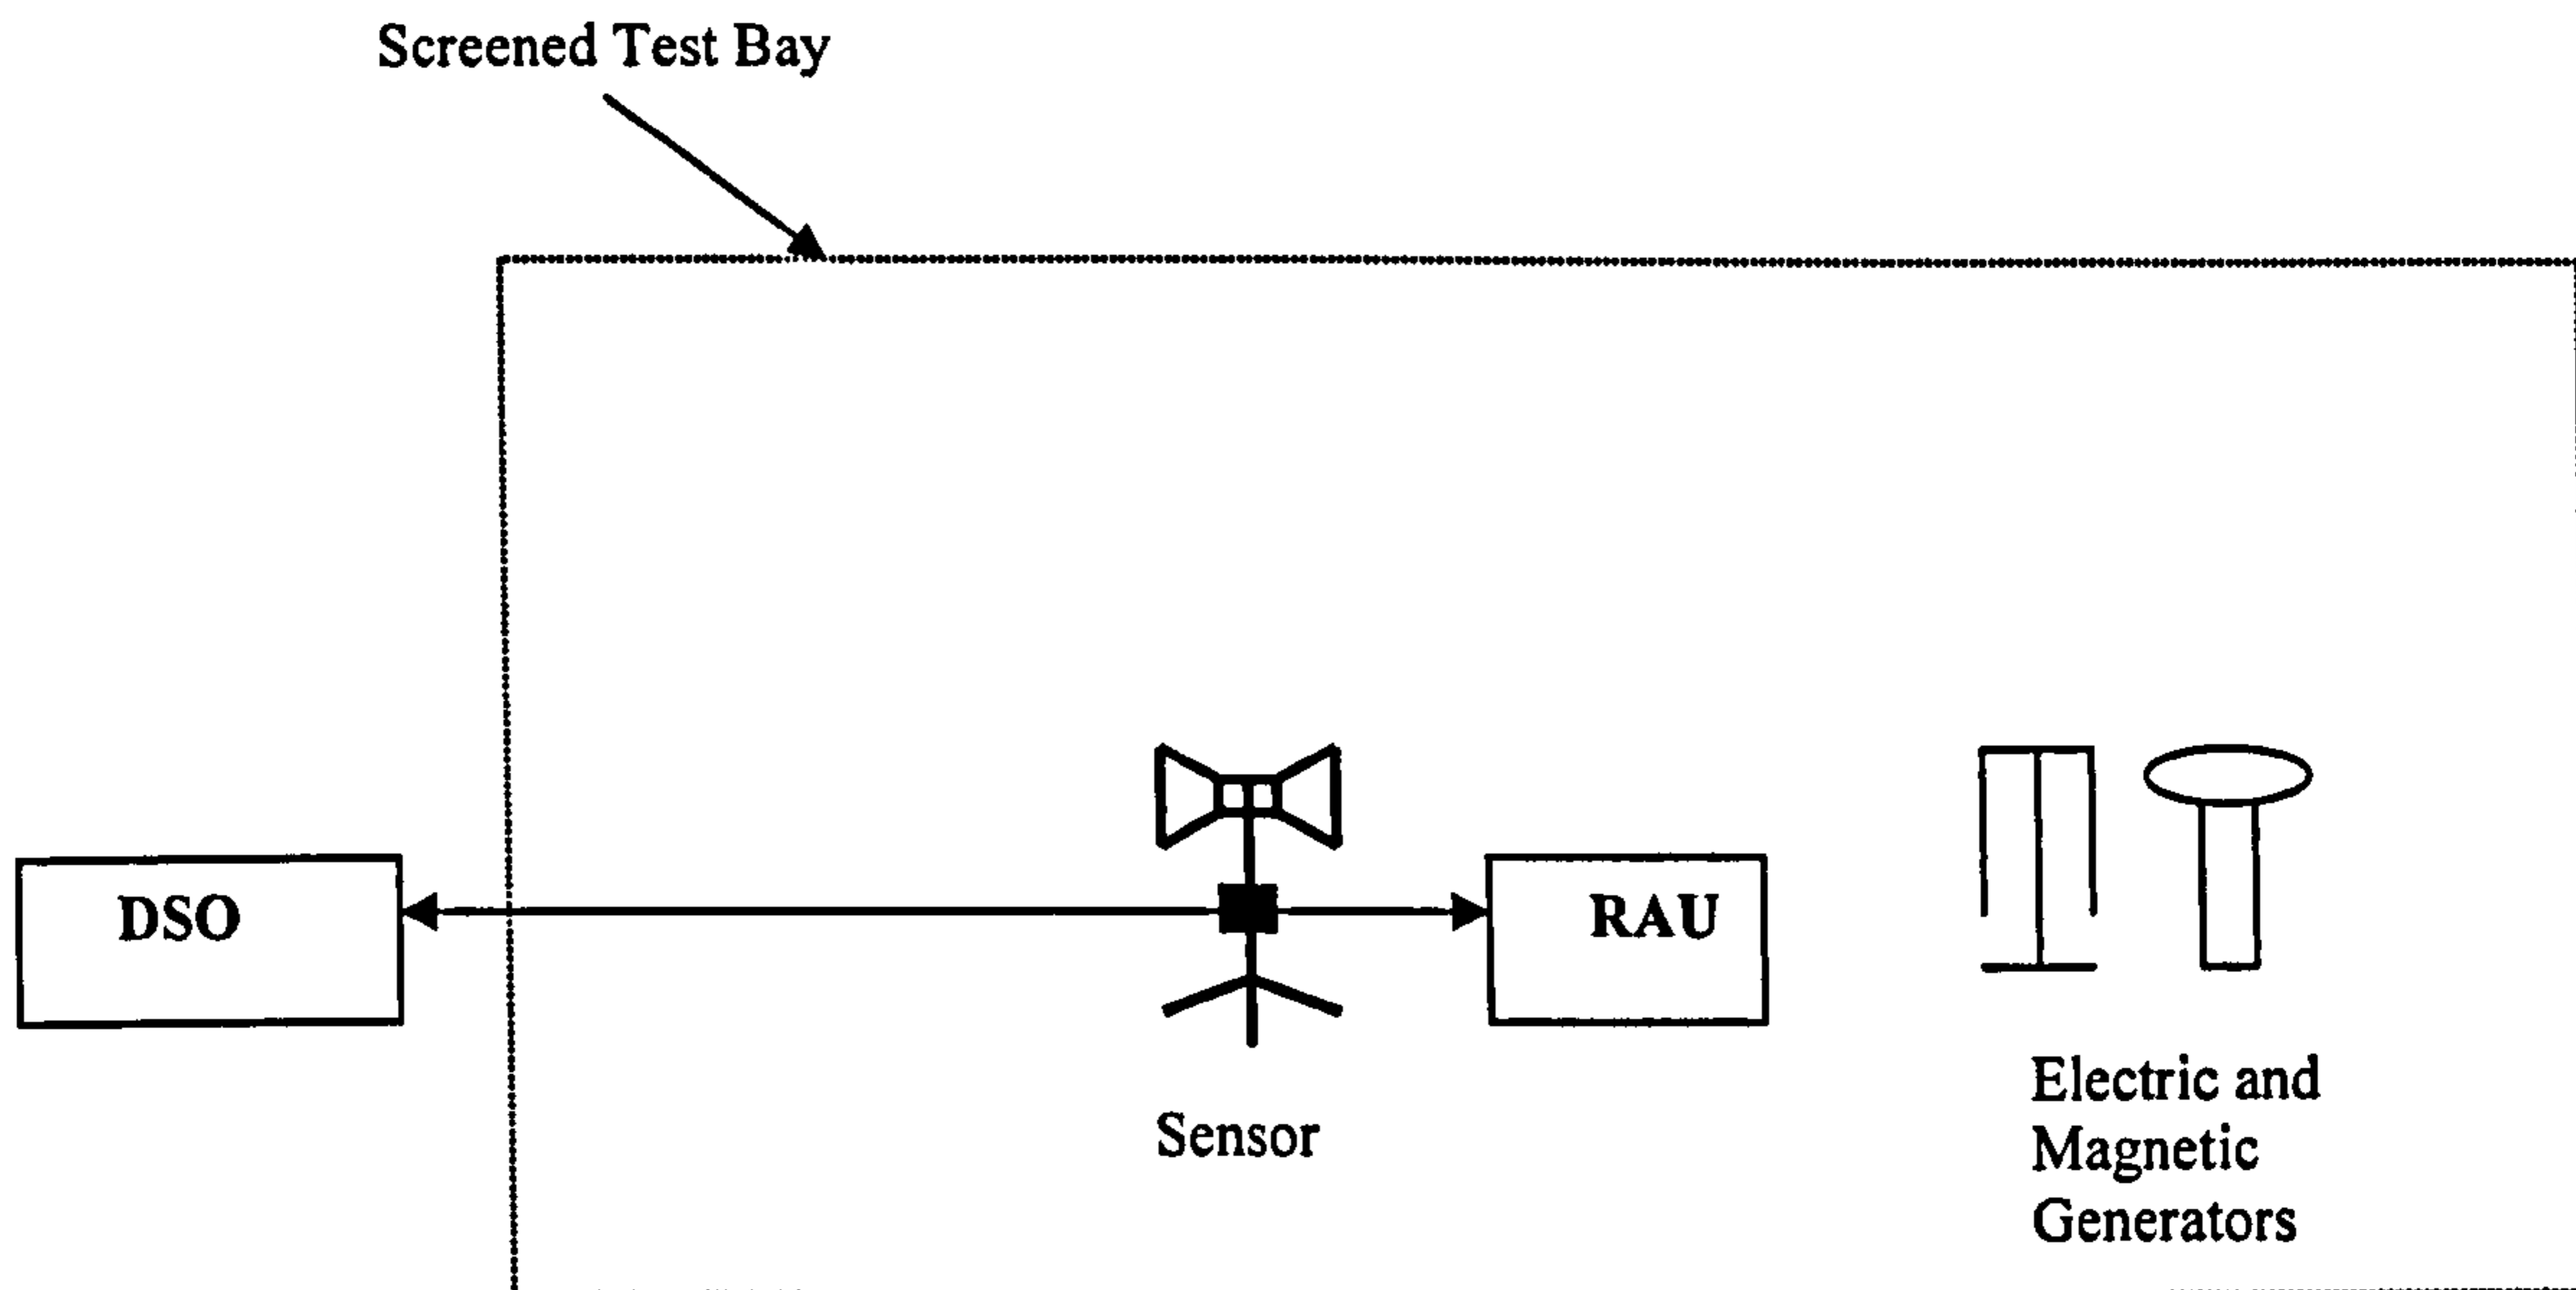 Screened Test Bay
DSO
RAU
Sensor
Electric and
Magnetic
Generators